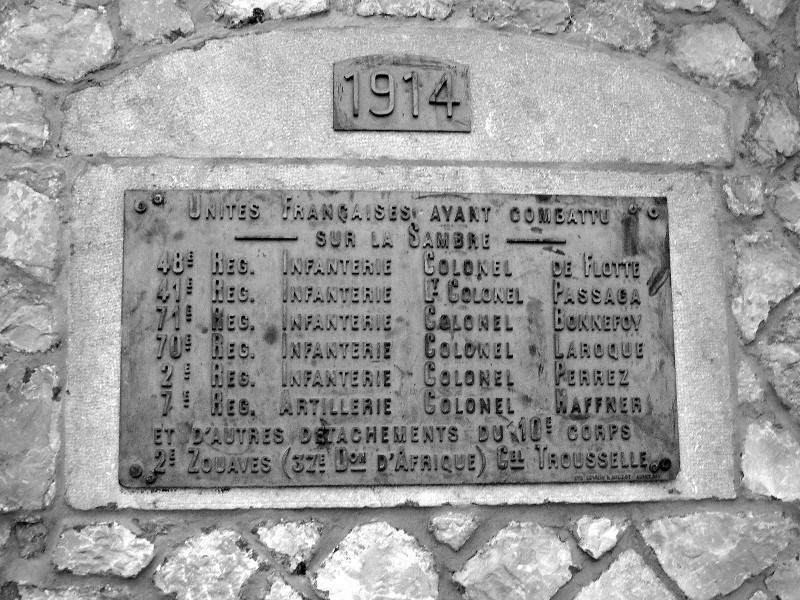 1914
UNITES FRANÇAISES AYANT COMBATTU
SUR LA SAMBRE
48E REG. INFANTERIE COLONEL DE FLOTTE
41E REG. INFANTERIE LT COLONEL PASSAGA
71E REG. INFANTERIE COLONEL BONNEFOY
70E REG. INFANTERIE COLONEL LAROQUE
2E REG. INFANTERIE COLONEL PERREZ
7E REG. ARTILLERIE COLONEL HAFFNER
ET D'AUTRES DETACHEMENTS DU 10E CORPS
2E ZOUAVES (37E DON D'AFRIQUE) CEL TROUSSELLE